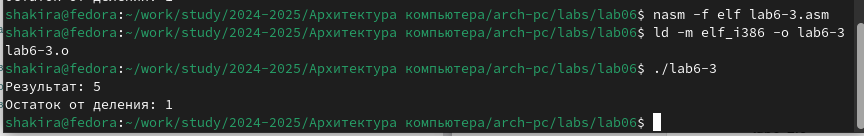 shakira@fedora:~/work/study/2024-2025/Архитектура компьютера/arch-pc/labs/lab06$ nasm -f elf lab6-3.asm
shakira@fedora:~/work/study/2024-2025/Архитектура компьютера/arch-pc/labs/lab06$ ld -m elf_i386 -o lab6-3
lab6-3.o
shakira@fedora:~/work/study/2024-2025/Архитектура компьютера/arch-pc/labs/lab06$ ./lab6-3
Результат: 5
Остаток от деления: 1
shakira@fedora:~/work/study/2024-2025/Архитектура компьютера/arch-pc/labs/lab06$